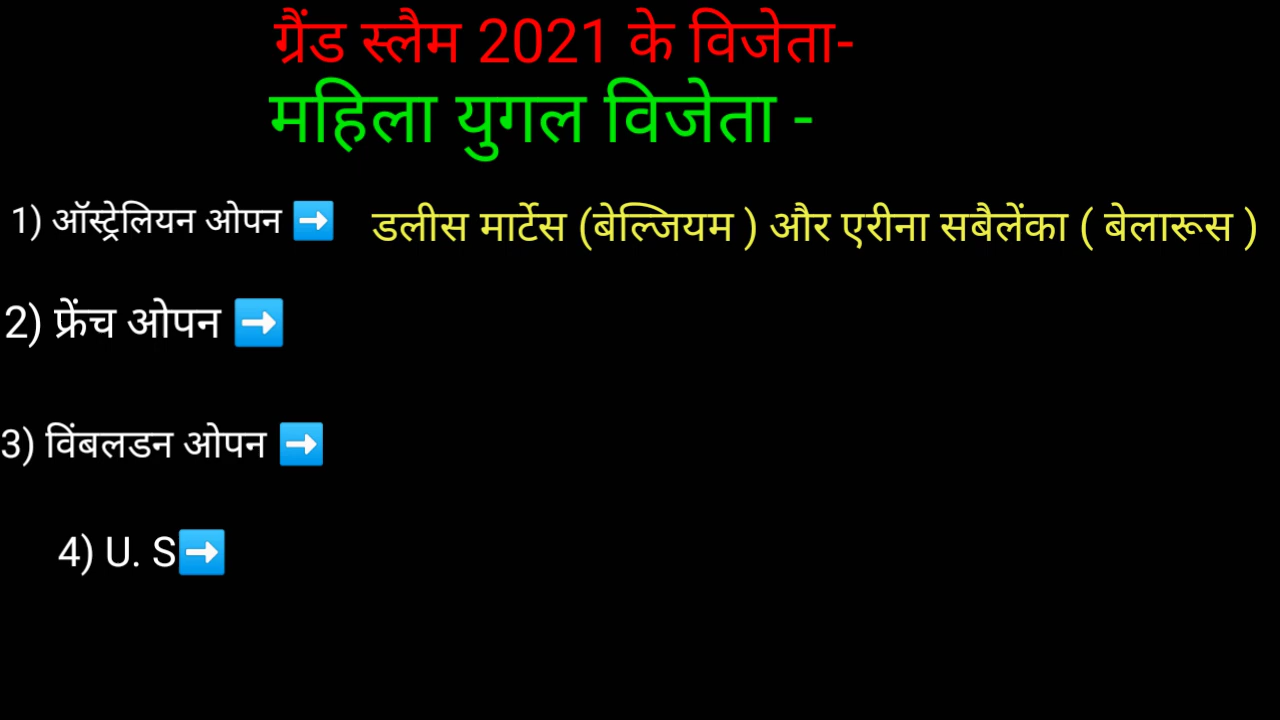 ग्रैंड स्लैम 2021 के विजेता-
महिला युगल विजेता -
1) ऑस्ट्रेलियन ओपन ➡️ डलीस मार्टेस (बेल्जियम ) और एरीना सबैलेंका ( बेलारूस )
2) फ्रेंच ओपन ➡️
3) विंबलडन ओपन ➡️
4) U. S➡️